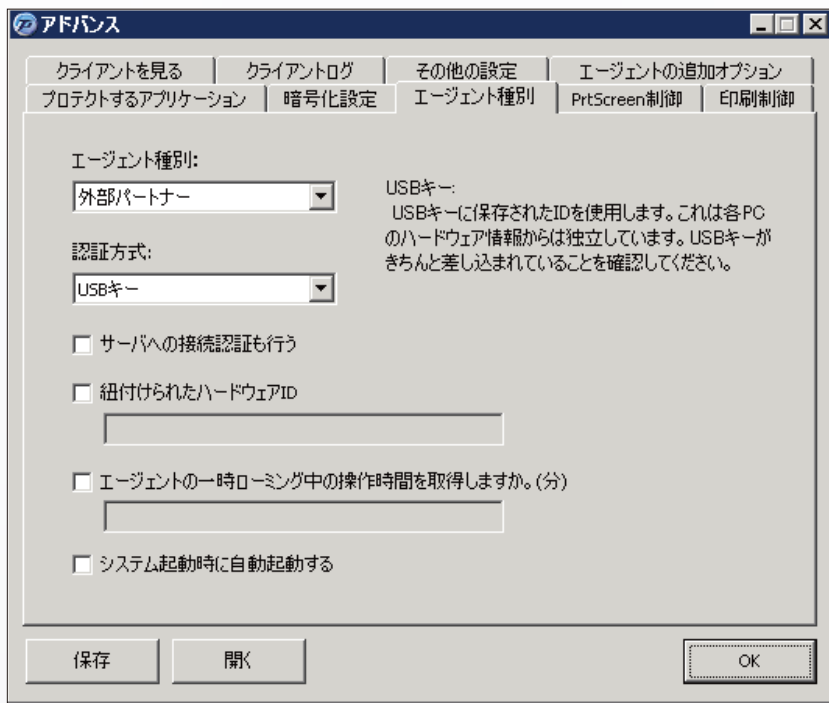 アドバンス
クライアントを見る クライアントログ その他の設定 エージェントの追加オプション
プロテクトするアプリケーション 暗号化設定 エージェント種別 PrtScreen制御 印刷制御
エージェント種別:
外部パートナー
認証方式:
USBキー
USBキー:
USBキーに保存されたIDを使用します。これは各PC
のハードウェア情報からは独立しています。USBキーが
きちんと差し込まれていることを確認してください。
サーバへの接続認証も行う
紐付けられたハードウェアID
エージェントの一時ローミング中の操作時間を取得しますか。(分)
システム起動時に自動起動する
保存 開く OK